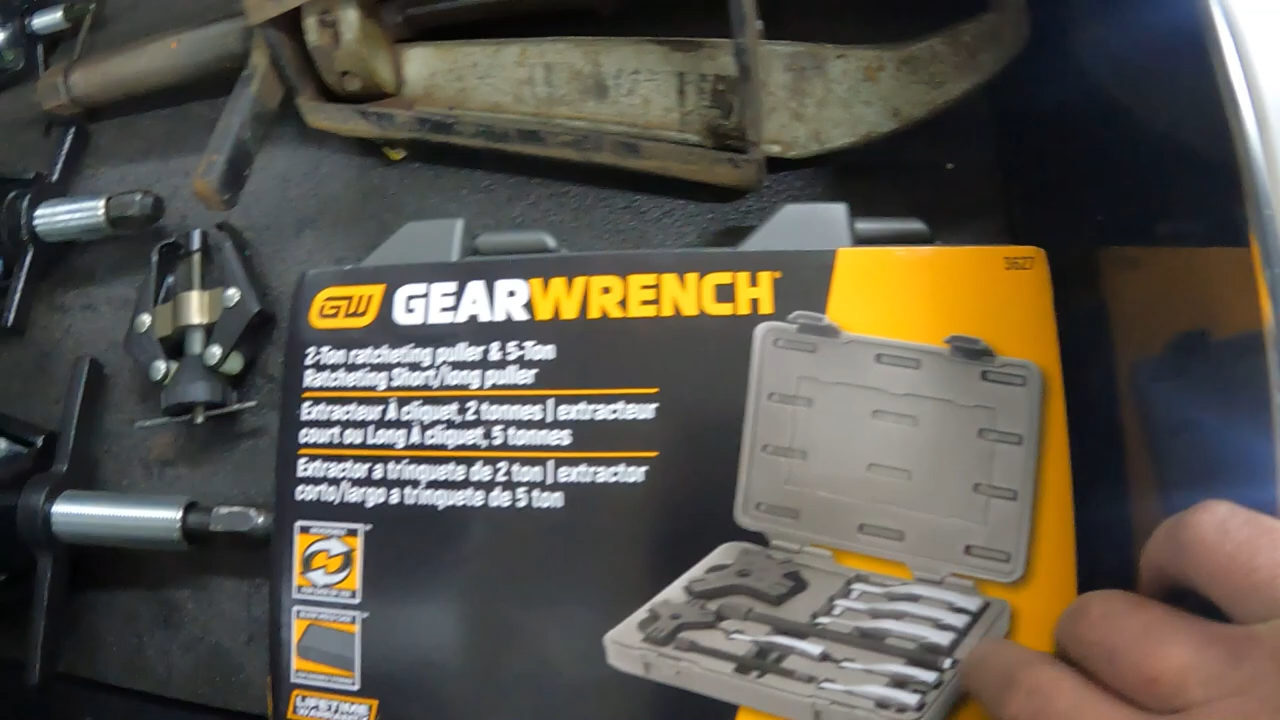 3627
GW GEARWRENCH
2-Ton ratcheting puller & 5-Ton
Ratcheting Short/long puller
Extracteur À cliquet, 2 tonnes | extracteur
court ou Long À cliquet, 5 tonnes
Extractor a trinquete de 2 ton | extractor
corto/largo a trinquete de 5 ton
LIFETIME
WARRANTY